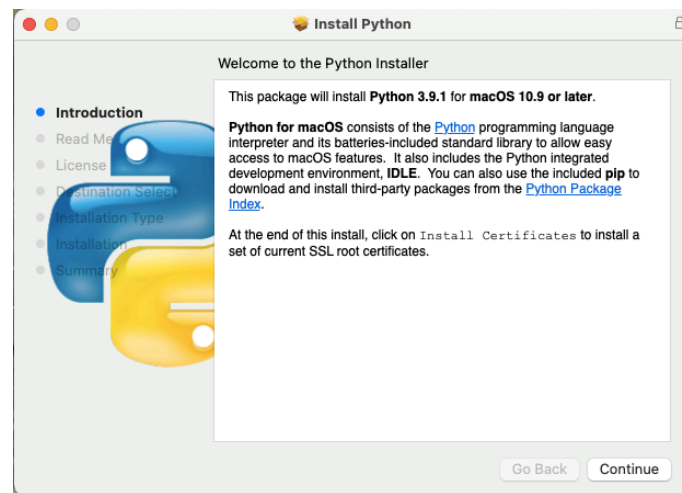 Install Python
Welcome to the Python Installer
Introduction
Read Me
License
Destination Select
Installation Type
Installation
Summary
This package will install Python 3.9.1 for macOS 10.9 or later.
Python for macOS consists of the Python programming language
interpreter and its batteries-included standard library to allow easy
access to macOS features.  It also includes the Python integrated
development environment, IDLE.  You can also use the included pip to
download and install third-party packages from the Python Package
Index.
At the end of this install, click on Install Certificates to install a
set of current SSL root certificates.
Go Back
Continue